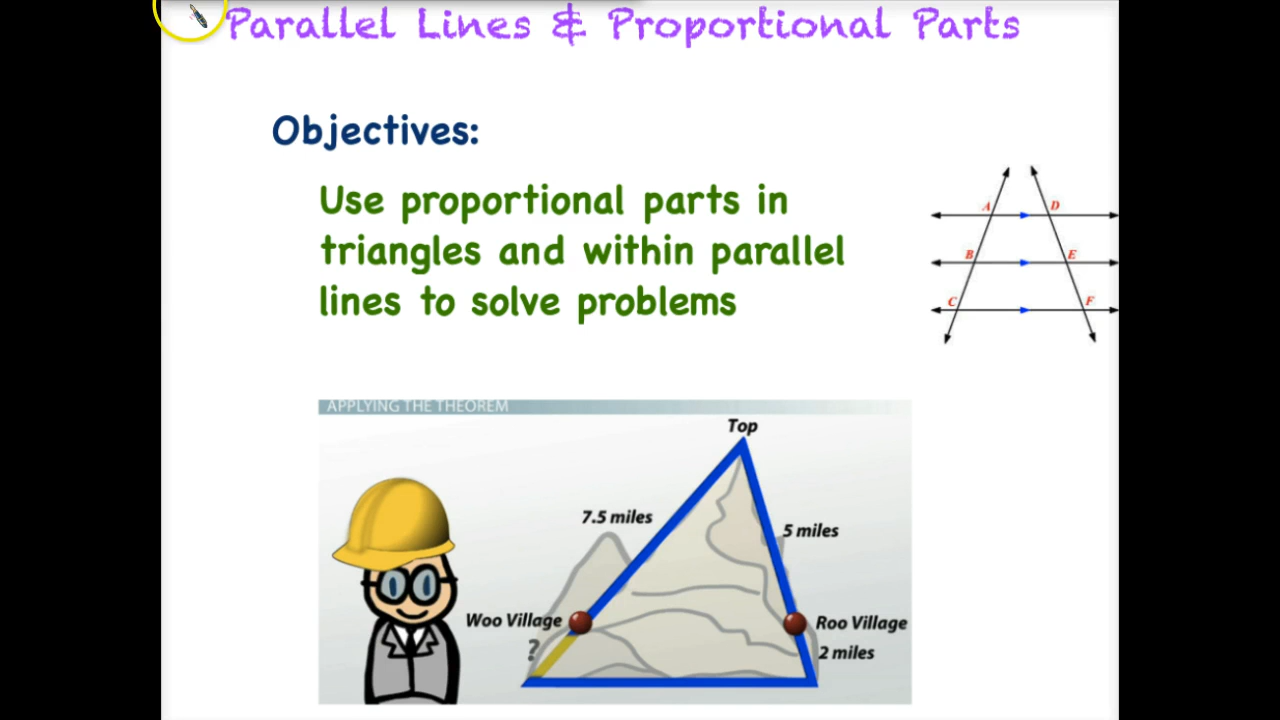 Parallel Lines & Proportional Parts
Objectives:
Use proportional parts in
triangles and within parallel
lines to solve problems
A
D
B
E
C
F
APPLYING THE THEOREM
Top
7.5 miles
5 miles
Woo Village
Roo Village
?
2 miles